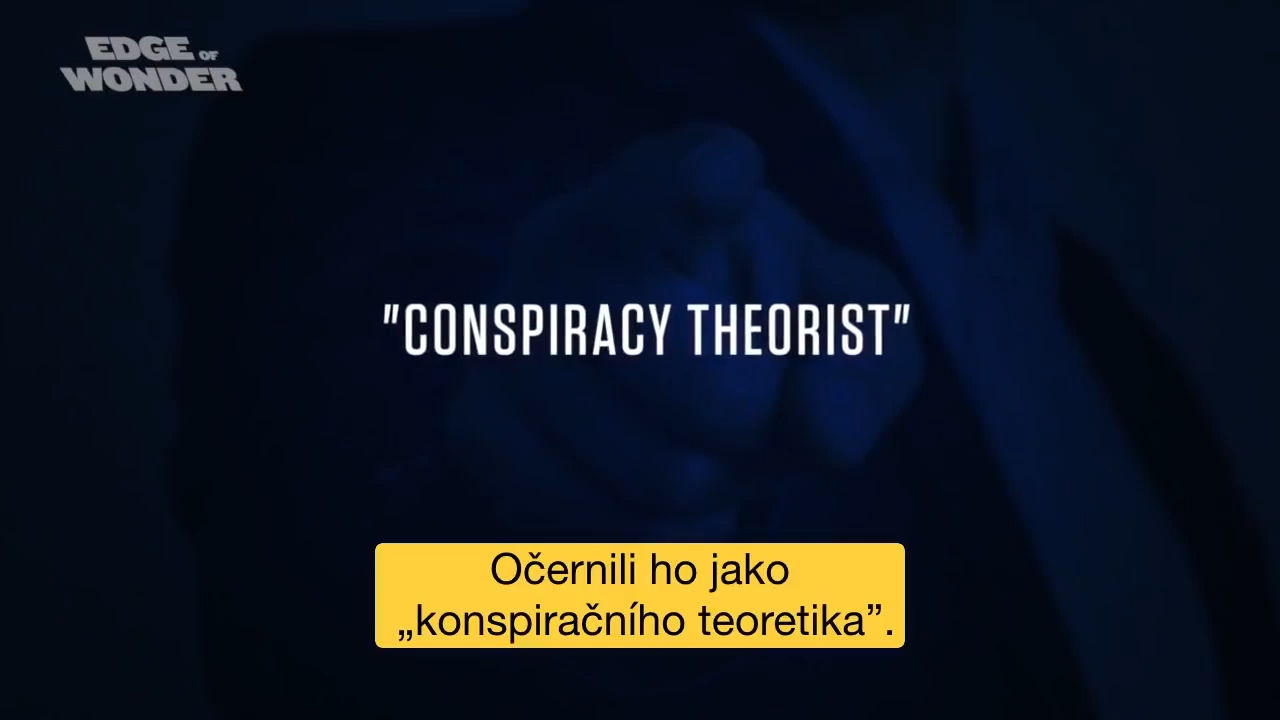 EDGE OF
WONDER
"CONSPIRACY THEORIST"
Očernili ho jako
„konspiračního teoretika”.